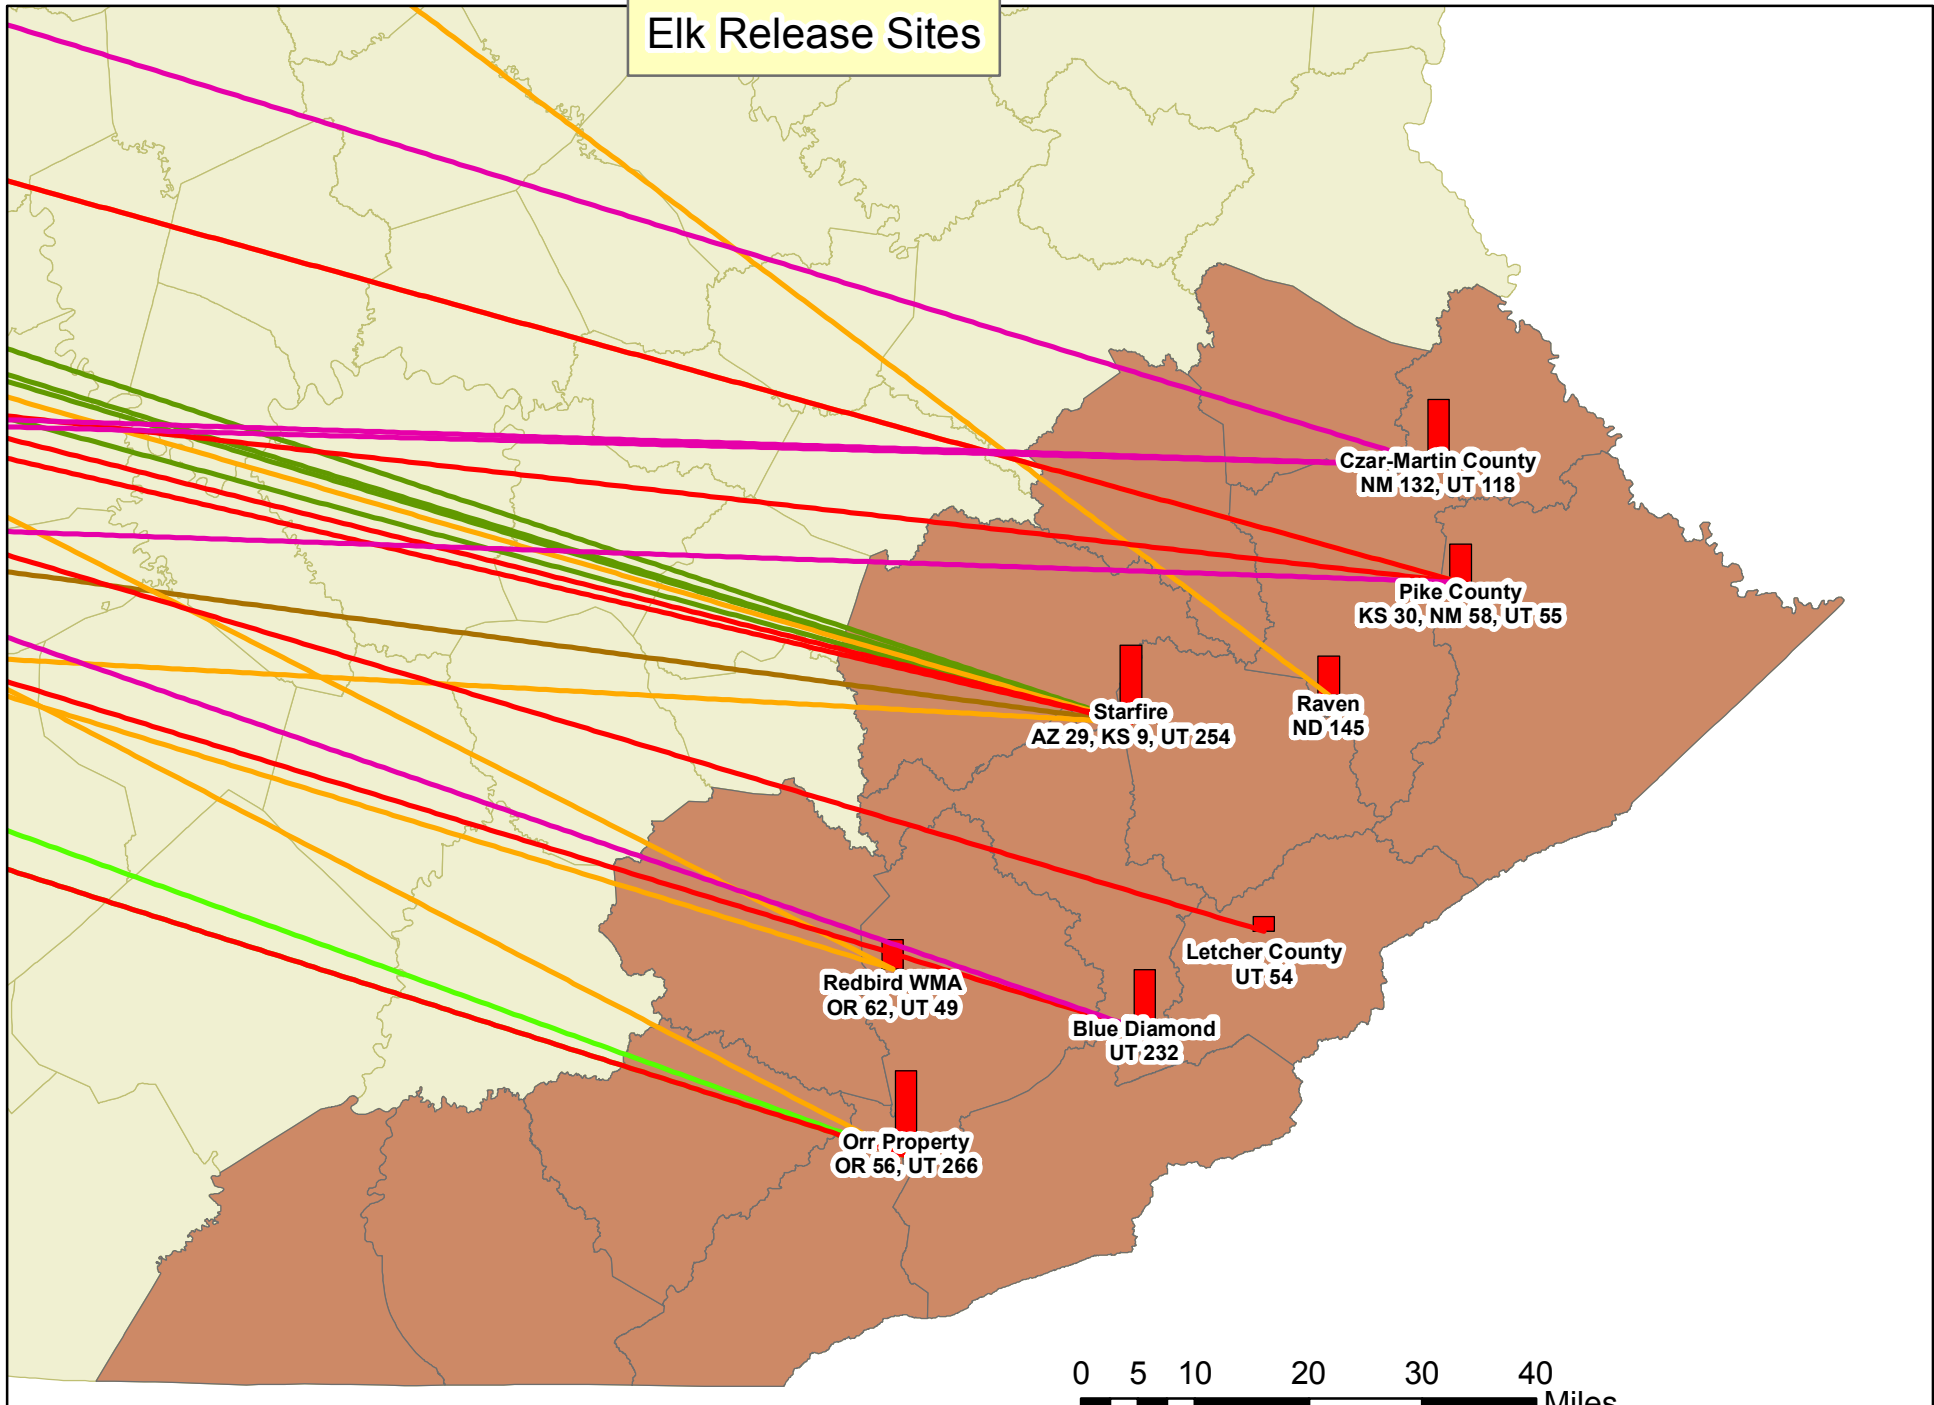 Elk Release Sites
Czar-Martin County
NM 132, UT 118
Pike County
KS 30, NM 58, UT 55
Starfire
AZ 29, KS 9, UT 254
Raven
ND 145
Letcher County
UT 54
Redbird WMA
OR 62, UT 49
Blue Diamond
UT 232
Orr Property
OR 56, UT 266
0 5 10 20 30 40
Miles